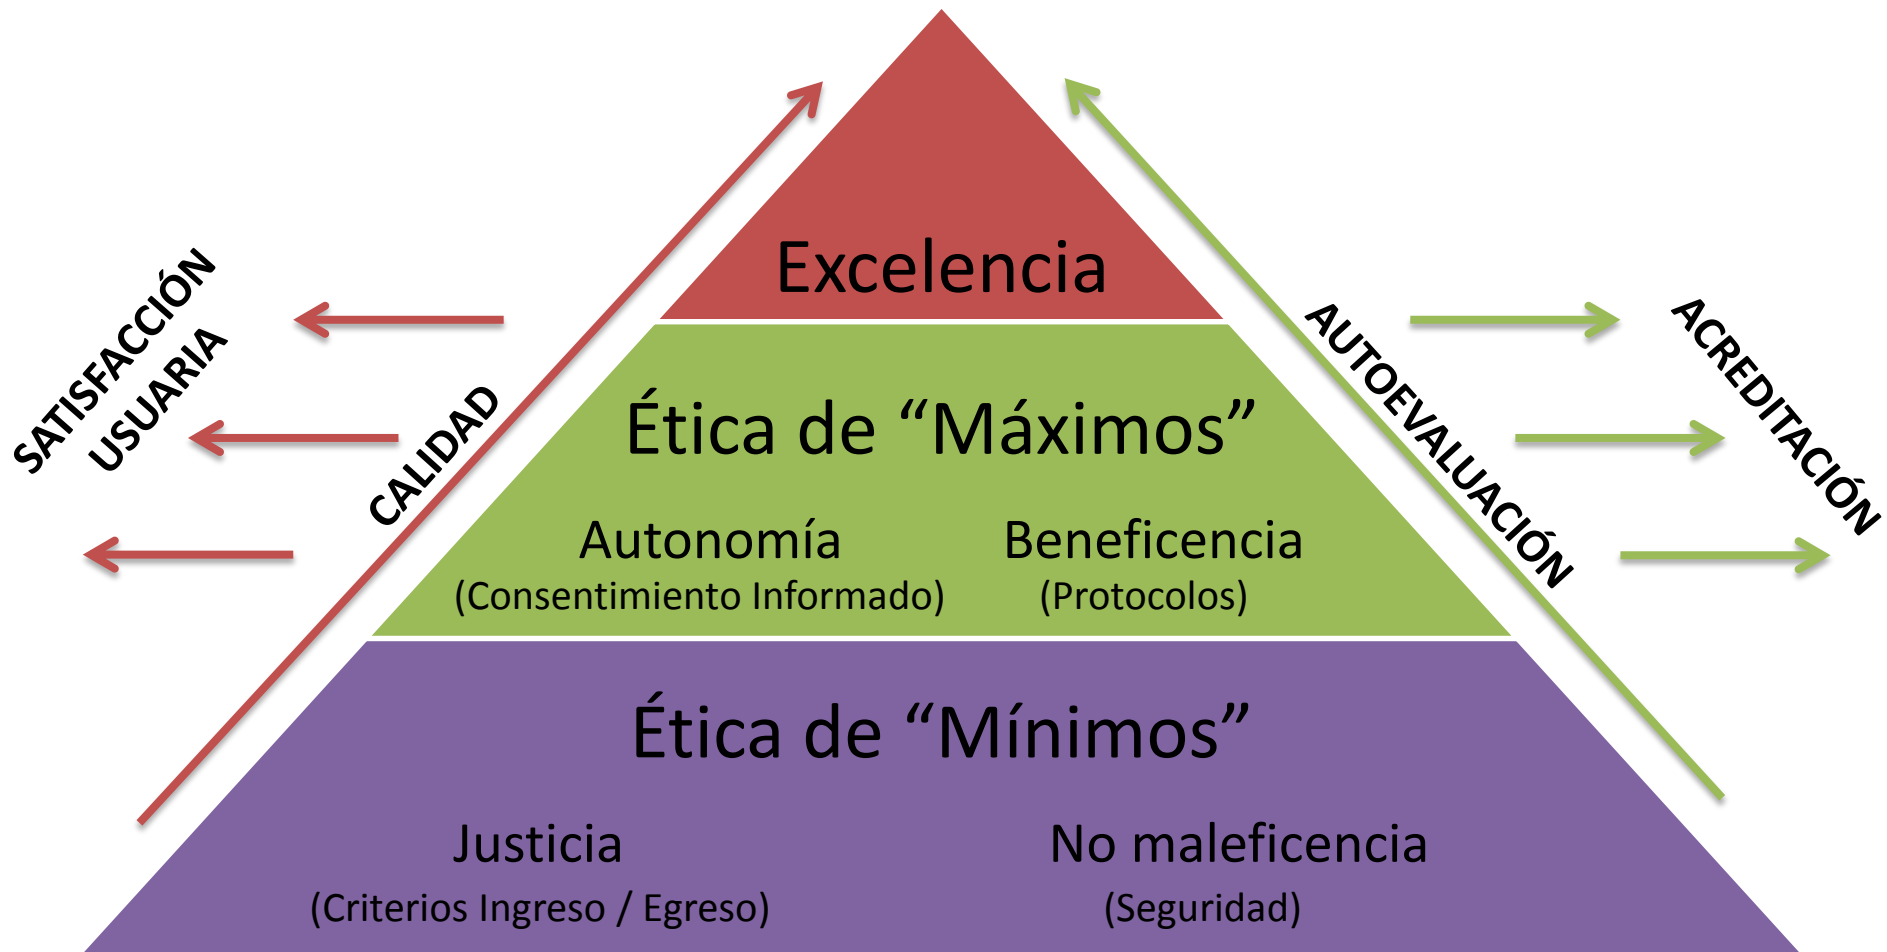 Excelencia
SATISFACCIÓN
USUARIA
CALIDAD
AUTOEVALUACIÓN
ACREDITACIÓN
Ética de “Máximos”
Autonomía
(Consentimiento Informado)
Beneficencia
(Protocolos)
Ética de “Mínimos”
Justicia
(Criterios Ingreso / Egreso)
No maleficencia
(Seguridad)